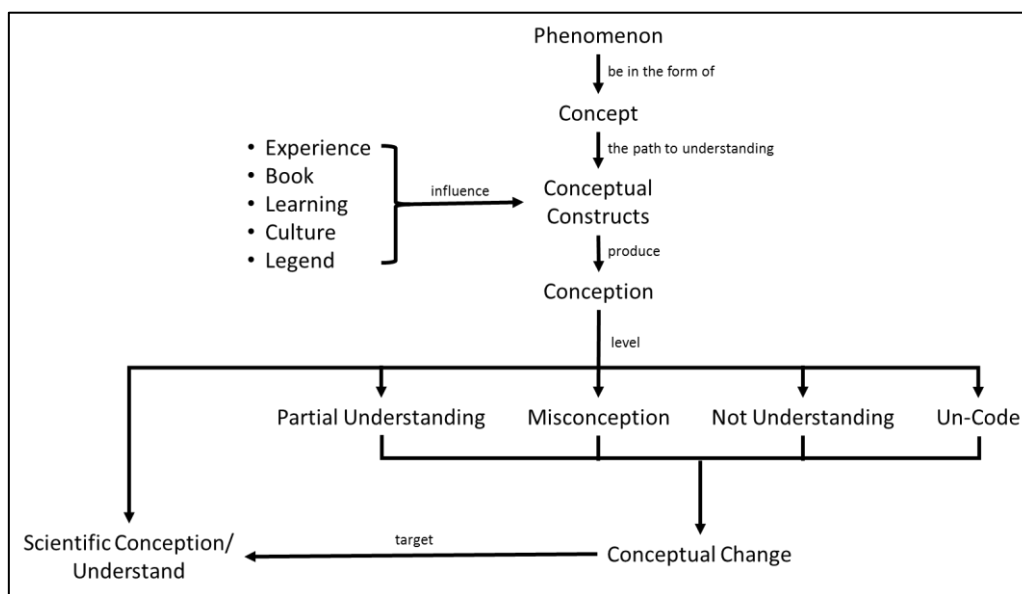 Phenomenon
be in the form of
Concept
the path to understanding
• Experience
• Book
• Learning
• Culture
• Legend
influence
Conceptual
Constructs
produce
Conception
level
Partial Understanding
Misconception
Not Understanding
Un-Code
Scientific Conception/
Understand
target
Conceptual Change